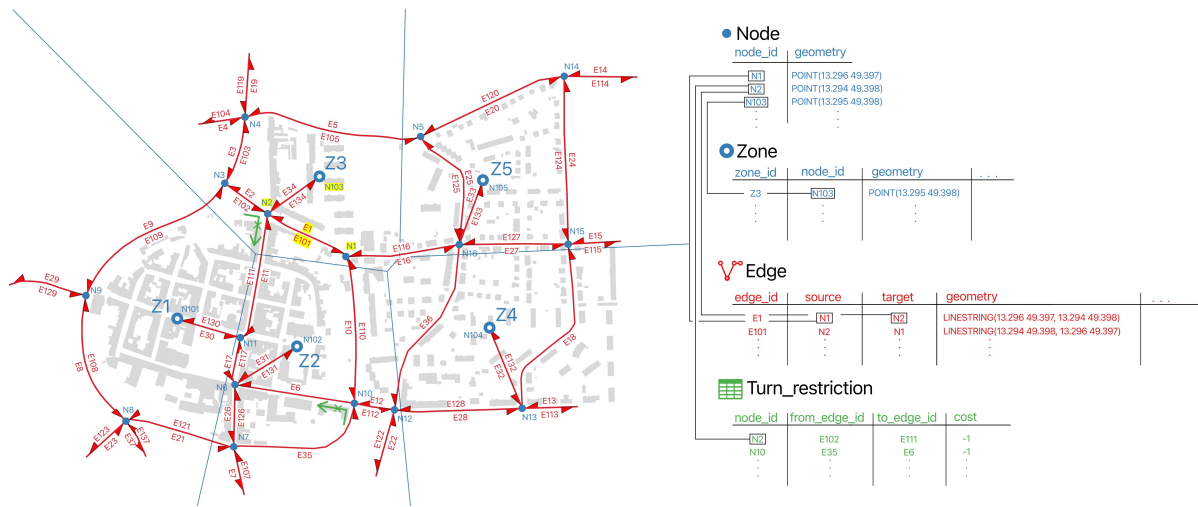 N14
E14
E114
E119
E19
E120
E20
E104
E4
N4
E5
E105
N5
E3
E103
E24
E124
Z3
Z5
N103
N105
E25
E125
E133
N3
E2
E102
N2
E34
E134
E1
E101
N1
E9
E109
E127
E27
N15
E15
E115
E116
E16
N16
E111
E11
E29
E129
N9
Z1
N101
E130
E30
N11
N102
Z2
E31
E131
E17
E117
E10
E110
E36
Z4
N104
E132
E32
E18
E8
E108
N6
E6
N10
E12
E112
N12
E128
E28
N13
E13
E113
N8
E121
E21
E123
E23
E137
E37
E26
E126
N7
E35
E122
E22
E7
E107
Node
node_id geometry
N1 POINT(13.296 49.397)
N2 POINT(13.294 49.398)
N103 POINT(13.295 49.398)
Zone
zone_id node_id geometry . . .
Z3 N103 POINT(13.295 49.398)
Edge
edge_id source target geometry . . .
E1 N1 N2 LINESTRING(13.296 49.397, 13.294 49.398)
E101 N2 N1 LINESTRING(13.294 49.398, 13.296 49.397)
Turn_restriction
node_id from_edge_id to_edge_id cost
N2 E102 E111 -1
N10 E35 E6 -1